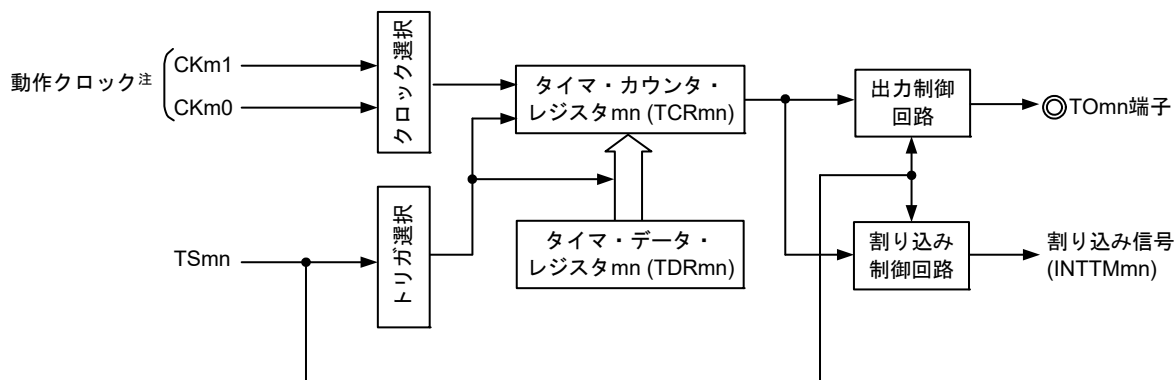 動作クロック注
CKm1
CKm0
クロック選択
タイマ・カウンタ・
レジスタmn (TCRmn)
出力制御
回路
◎TOmn端子
TSmn
トリガ選択
タイマ・データ・
レジスタmn (TDRmn)
割り込み
制御回路
割り込み信号
(INTTMmn)